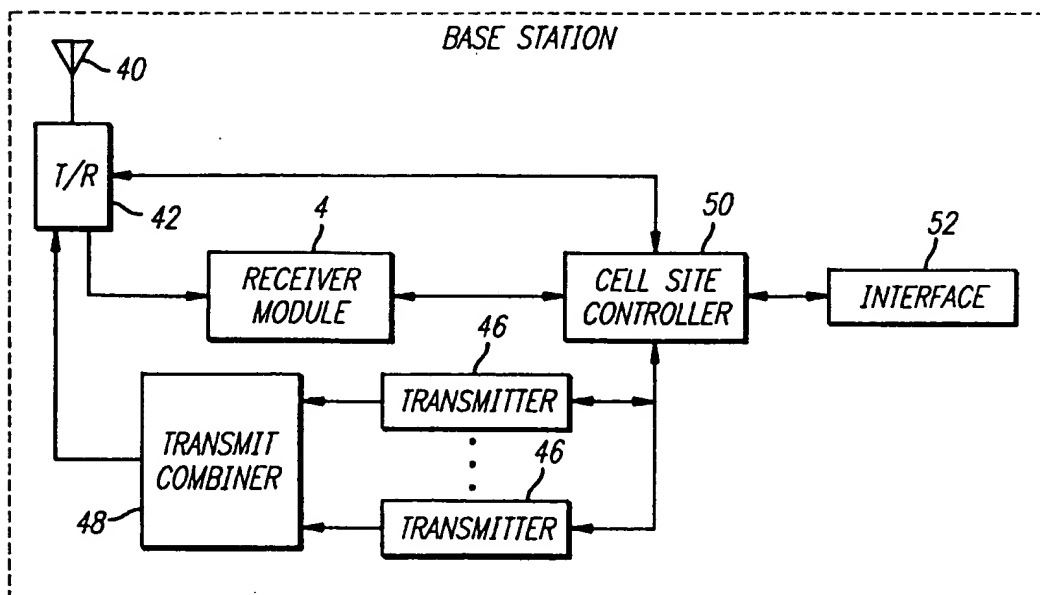 BASE STATION
40
T/R
42
4
RECEIVER
MODULE
50
CELL SITE
CONTROLLER
52
INTERFACE
46
TRANSMITTER
46
TRANSMITTER
TRANSMIT
COMBINER
48